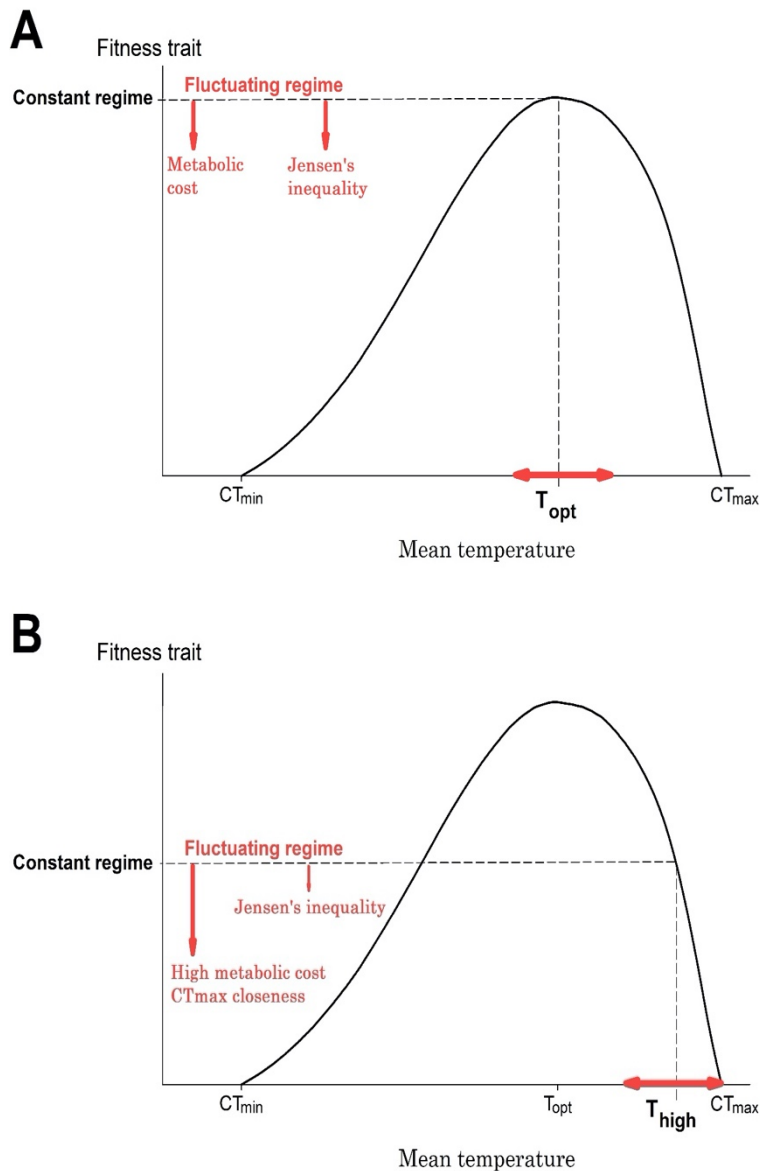 A
Fitness trait
Fluctuating regime
Constant regime
Metabolic
cost
Jensen's
inequality
CTmin
Topt
CTmax
Mean temperature
B
Fitness trait
Fluctuating regime
Constant regime
Jensen's inequality
High metabolic cost
CTmax closeness
CTmin
Topt
Thigh
CTmax
Mean temperature